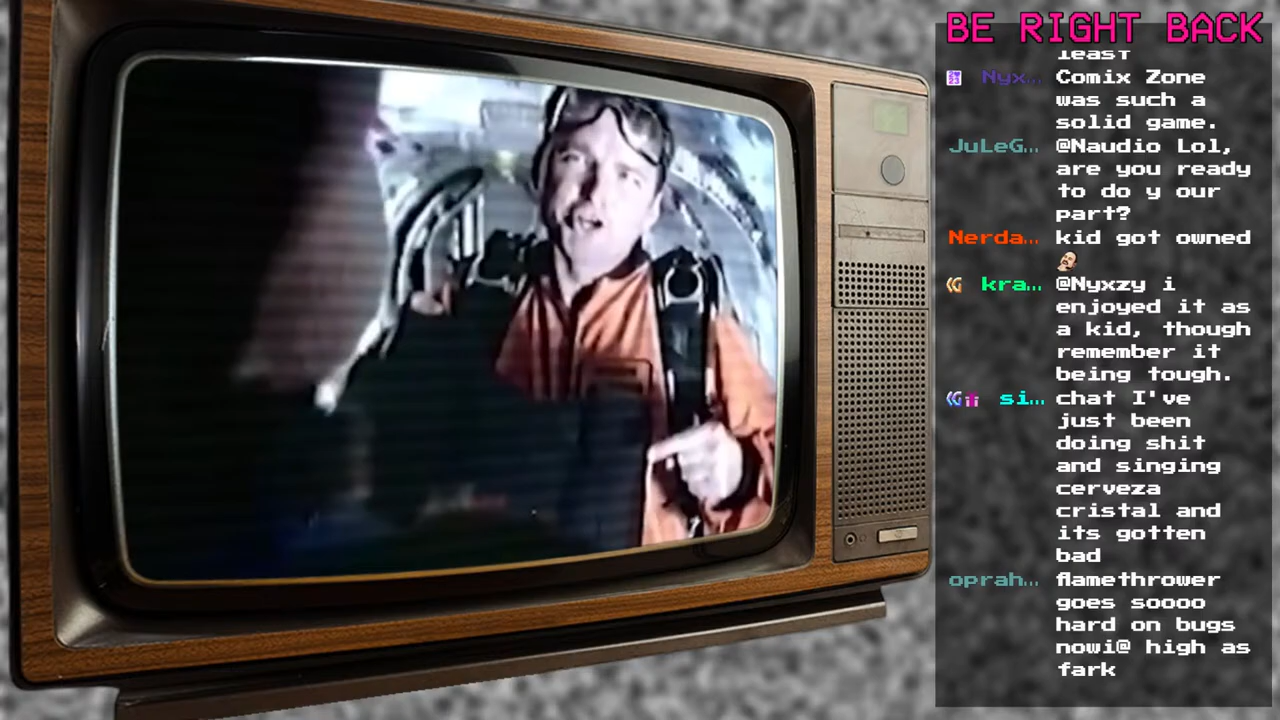 BE RIGHT BACK
least
Nyx... Comix Zone
was such a
solid game.
JuLeG... @Naudio Lol,
are you ready
to do y our
part?
Nerda... kid got owned
kra... @Nyxzy i
enjoyed it as
a kid, though
remember it
being tough.
si... chat I've
just been
doing shit
and singing
cerveza
cristal and
its gotten
bad
oprah... flamethrower
goes soooo
hard on bugs
nowi@ high as
fark